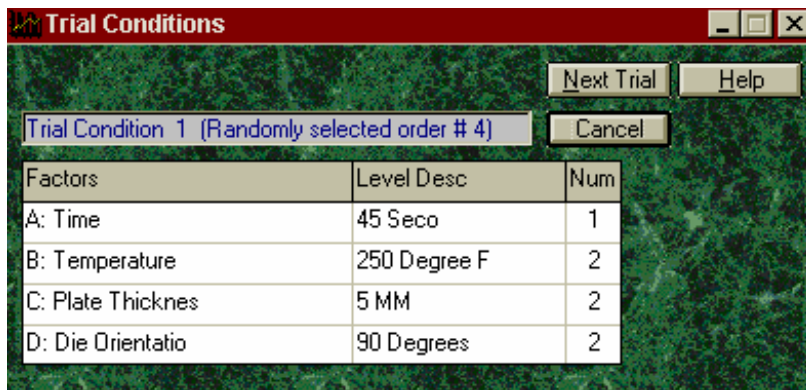 Trial Conditions
Next Trial Help
Trial Condition 1 (Randomly selected order # 4) Cancel
Factors Level Desc Num
A: Time 45 Seco 1
B: Temperature 250 Degree F 2
C: Plate Thicknes 5 MM 2
D: Die Orientatio 90 Degrees 2